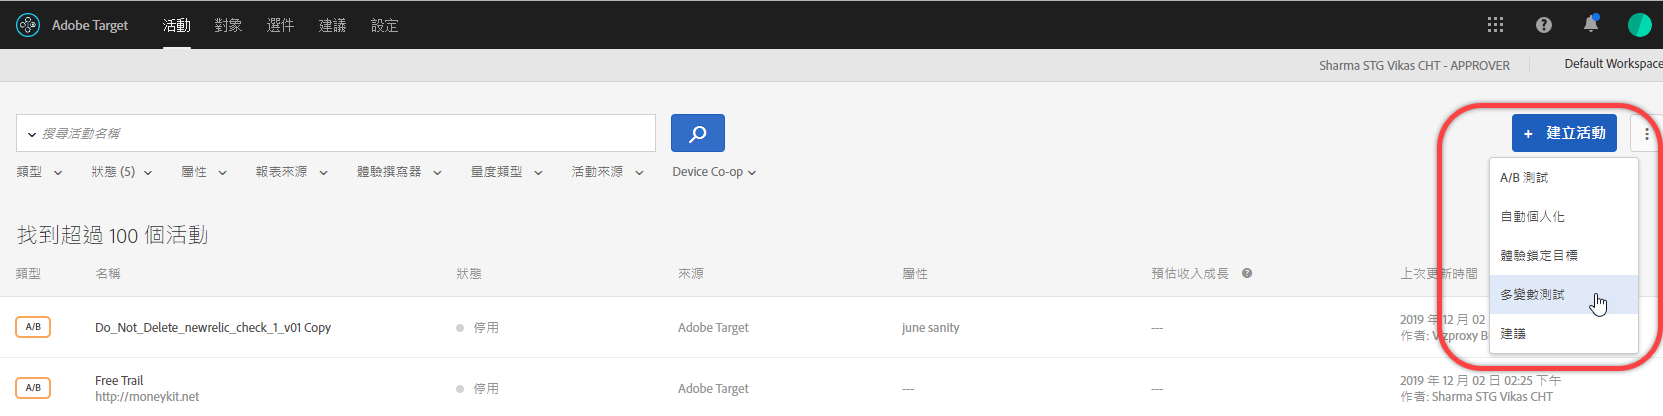 Adobe Target 活動 對象 選件 建議 設定
Sharma STG Vikas CHT - APPROVER Default Workspace
搜尋活動名稱
+ 建立活動
類型 狀態 (5) 屬性 報表來源 體驗撰寫器 量度類型 活動來源 Device Co-op
A/B 測試
自動個人化
體驗鎖定目標
多變數測試
建議
找到超過 100 個活動
類型 名稱 狀態 來源 屬性 預估收入成長 上次更新時間
A/B Do_Not_Delete_newrelic_check_1_v01 Copy 停用 Adobe Target june sanity --- 2019 年 12 月 02
作者: Vizproxy B
A/B Free Trail 停用 Adobe Target --- --- 2019 年 12 月 02 日 02:25 下午
http://moneykit.net 作者: Sharma STG Vikas CHT